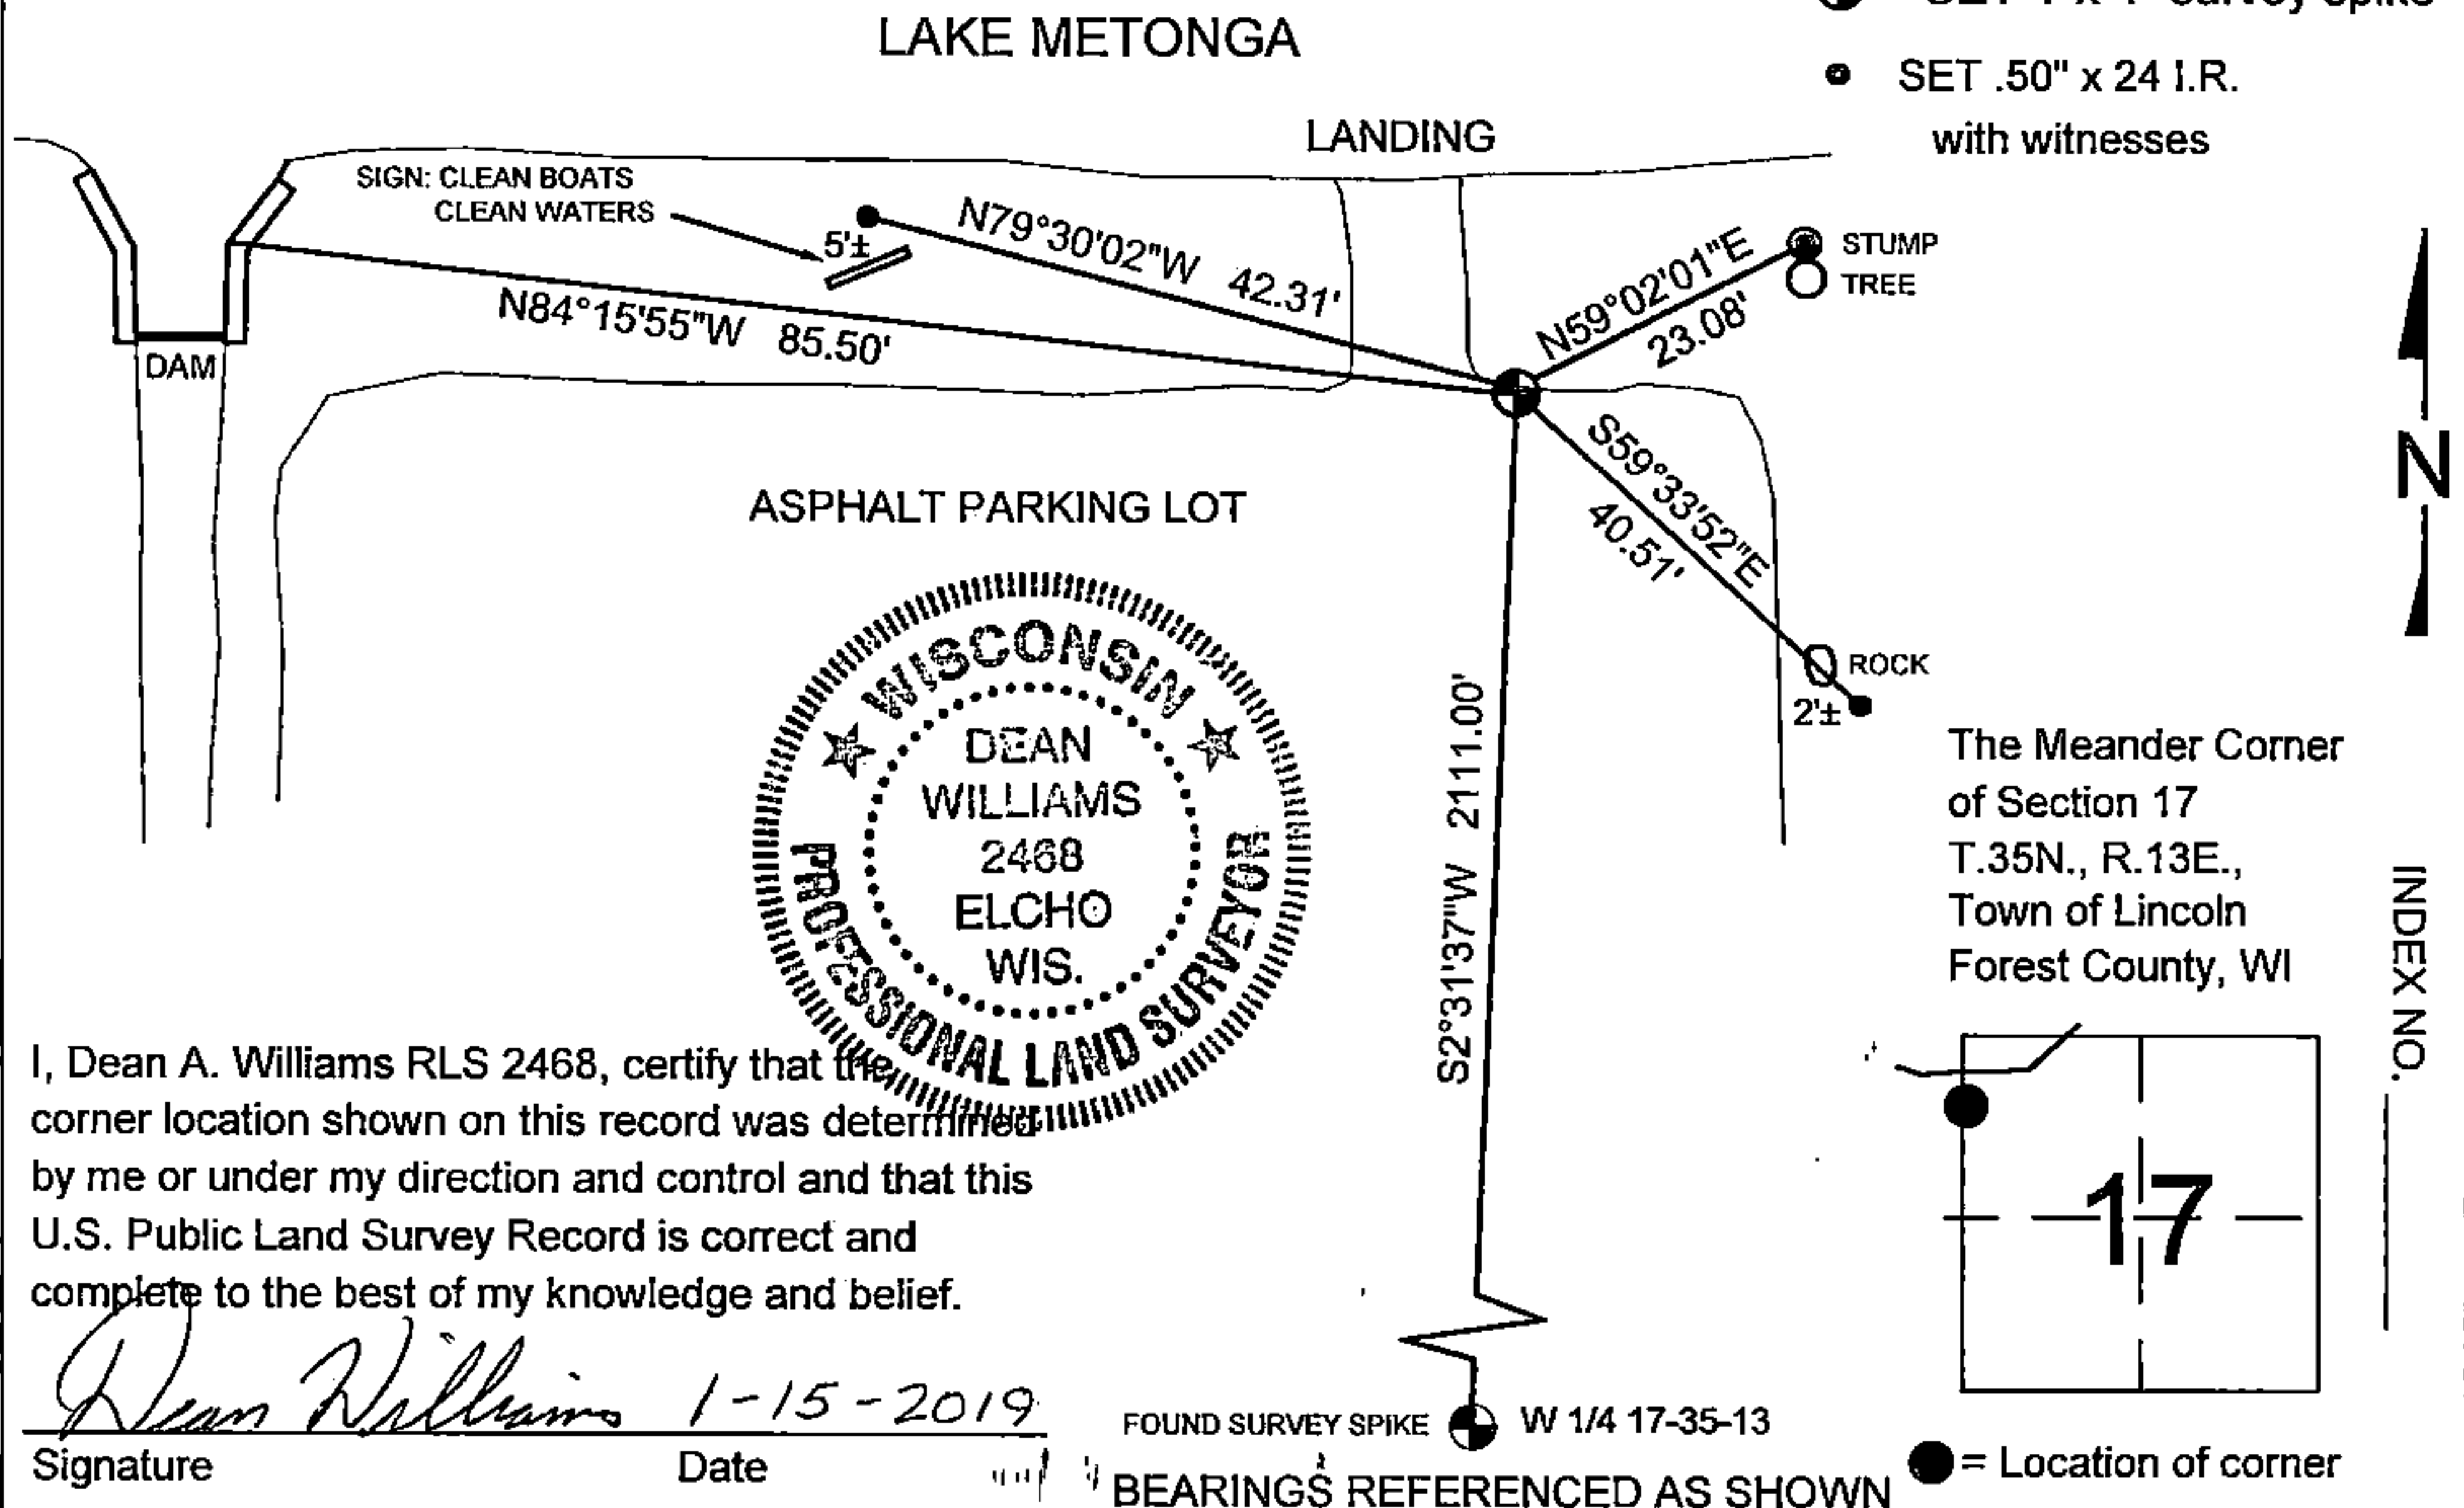 LAKE METONGA
SET .50" x 24 I.R.
with witnesses
LANDING
SIGN: CLEAN BOATS
CLEAN WATERS
5'±
N79°30'02"W 42.31'
N84°15'55"W 85.50'
DAM
N59°02'01"E
23.08'
STUMP
TREE
N
S59°33'52"E
40.51'
ROCK
2'±
ASPHALT PARKING LOT
S2°31'37"W 2111.00'
WISCONSIN
DEAN
WILLIAMS
2468
ELCHO
WIS.
PROFESSIONAL LAND SURVEYOR
The Meander Corner
of Section 17
T.35N., R.13E.,
Town of Lincoln
Forest County, WI
INDEX NO.
17
I, Dean A. Williams RLS 2468, certify that the
corner location shown on this record was determined
by me or under my direction and control and that this
U.S. Public Land Survey Record is correct and
complete to the best of my knowledge and belief.
Dean Williams 1-15-2019
Signature Date
FOUND SURVEY SPIKE W 1/4 17-35-13
BEARINGS REFERENCED AS SHOWN
= Location of corner